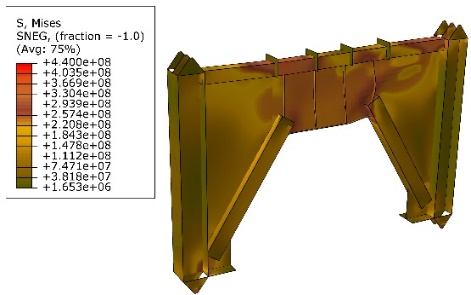 S, Mises
SNEG, (fraction = -1.0)
(Avg: 75%)
+4.400e+08
+4.035e+08
+3.669e+08
+3.304e+08
+2.939e+08
+2.574e+08
+2.208e+08
+1.843e+08
+1.478e+08
+1.112e+08
+7.471e+07
+3.818e+07
+1.653e+06